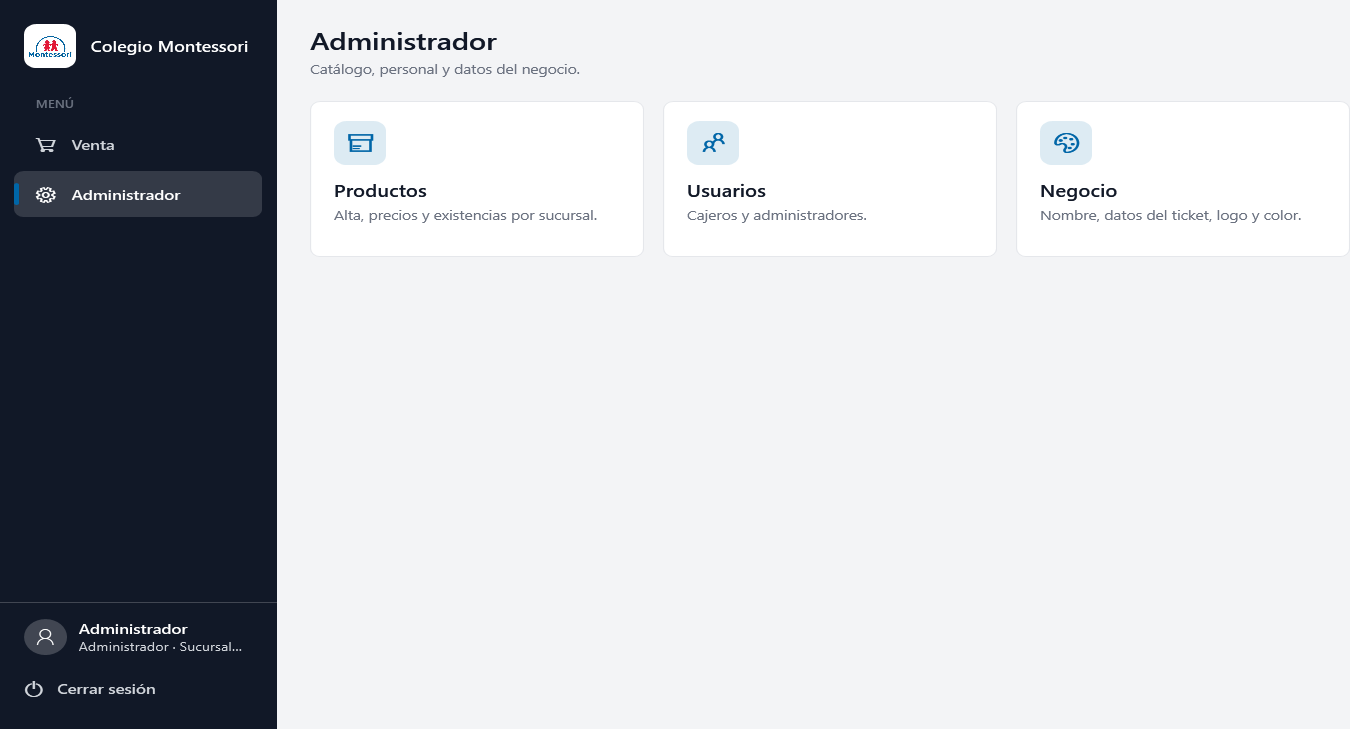 Montessori
Colegio Montessori
MENÚ
Venta
Administrador
Administrador
Administrador · Sucursal...
Cerrar sesión
Administrador
Catálogo, personal y datos del negocio.
Productos
Alta, precios y existencias por sucursal.
Usuarios
Cajeros y administradores.
Negocio
Nombre, datos del ticket, logo y color.